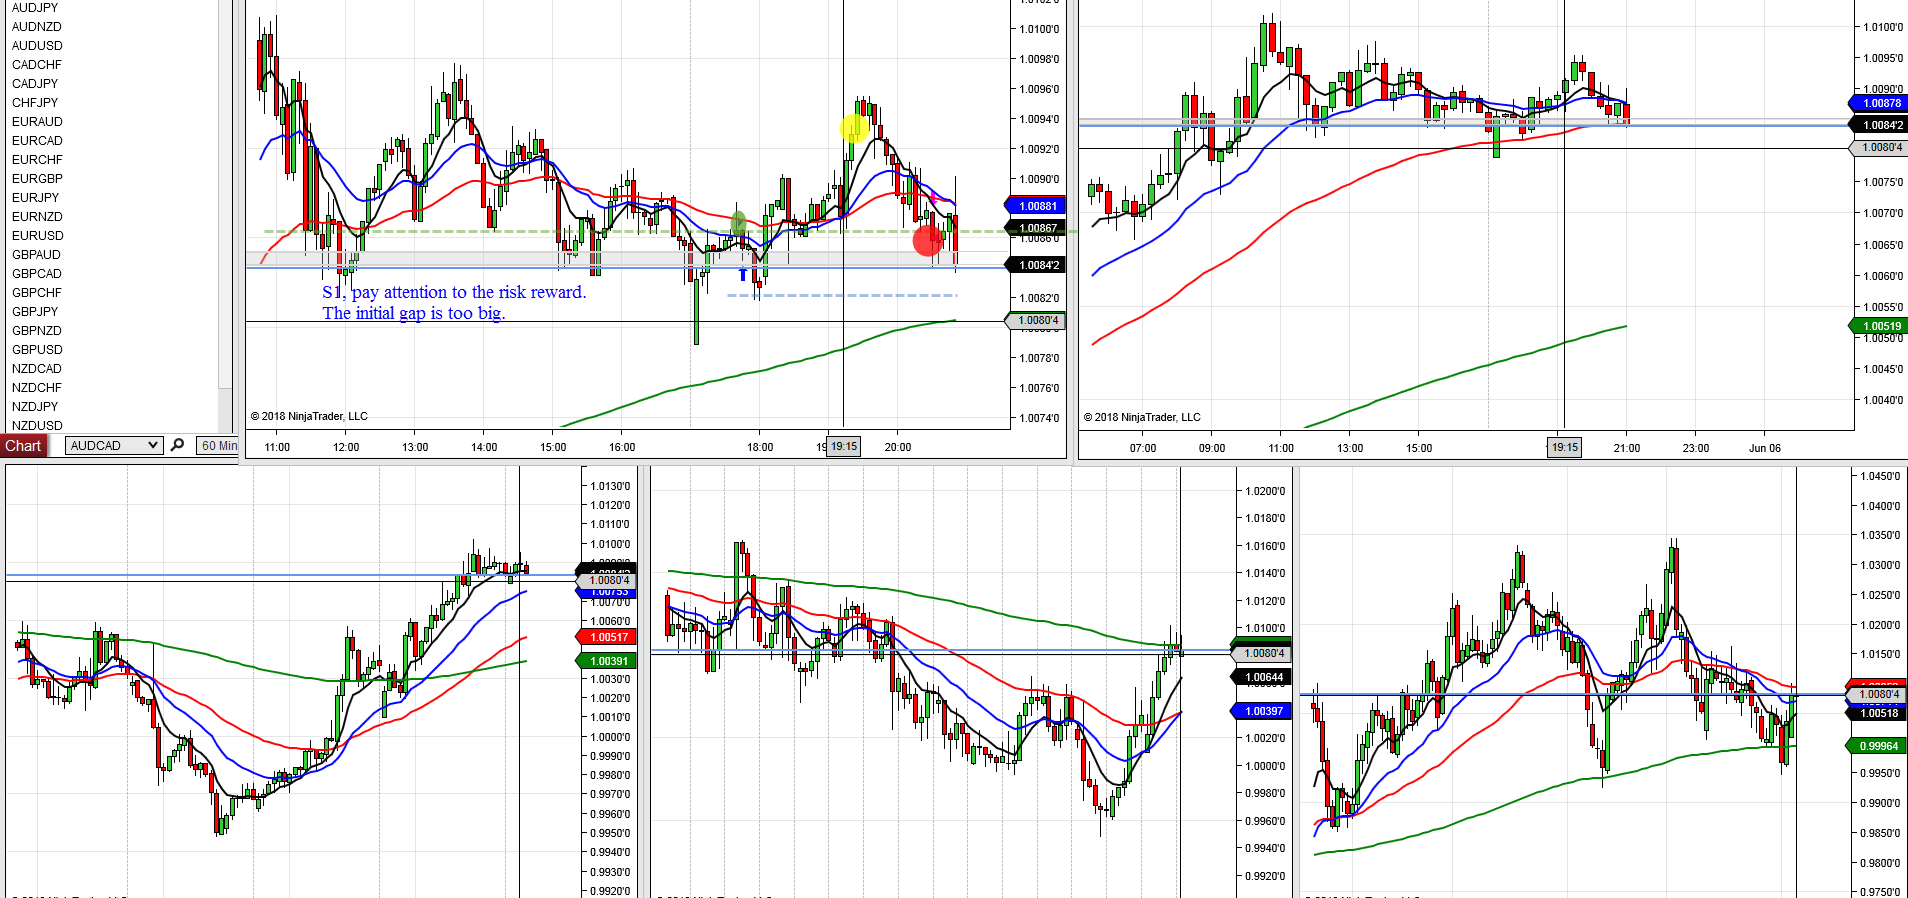 AUDJPY
AUDNZD
AUDUSD
CADCHF
CADJPY
CHFJPY
EURAUD
EURCAD
EURCHF
EURGBP
EURJPY
EURNZD
EURUSD
GBPAUD
GBPCAD
GBPCHF
GBPJPY
GBPNZD
GBPUSD
NZDCAD
NZDCHF
NZDJPY
NZDUSD
Chart AUDCAD 60 Min
S1, pay attention to the risk reward.
The initial gap is too big.
© 2018 NinjaTrader, LLC
1.0100'0
1.0098'0
1.0096'0
1.0094'0
1.0092'0
1.0090'0
1.00881
1.00867
1.0086'0
1.0084'2
1.0082'0
1.0080'4
1.0078'0
1.0076'0
1.0074'0
11:00 12:00 13:00 14:00 15:00 16:00 18:00 19:15 20:00
© 2018 NinjaTrader, LLC
1.0100'0
1.0095'0
1.0090'0
1.00878
1.0084'2
1.0080'4
1.0075'0
1.0070'0
1.0065'0
1.0060'0
1.0055'0
1.00519
1.0050'0
1.0045'0
1.0040'0
07:00 09:00 11:00 13:00 15:00 19:15 21:00 23:00 Jun 06
1.0130'0
1.0120'0
1.0110'0
1.0100'0
1.0080'4
1.00753
1.0070'0
1.0060'0
1.00517
1.00391
1.0030'0
1.0020'0
1.0010'0
1.0000'0
0.9990'0
0.9980'0
0.9970'0
0.9960'0
0.9950'0
0.9940'0
0.9930'0
0.9920'0
1.0200'0
1.0180'0
1.0160'0
1.0140'0
1.0120'0
1.0100'0
1.0080'4
1.00644
1.00397
1.0020'0
1.0000'0
0.9980'0
0.9960'0
0.9940'0
0.9920'0
1.0450'0
1.0400'0
1.0350'0
1.0300'0
1.0250'0
1.0200'0
1.0150'0
1.0080'4
1.00518
0.99964
0.9950'0
0.9900'0
0.9850'0
0.9800'0
0.9750'0